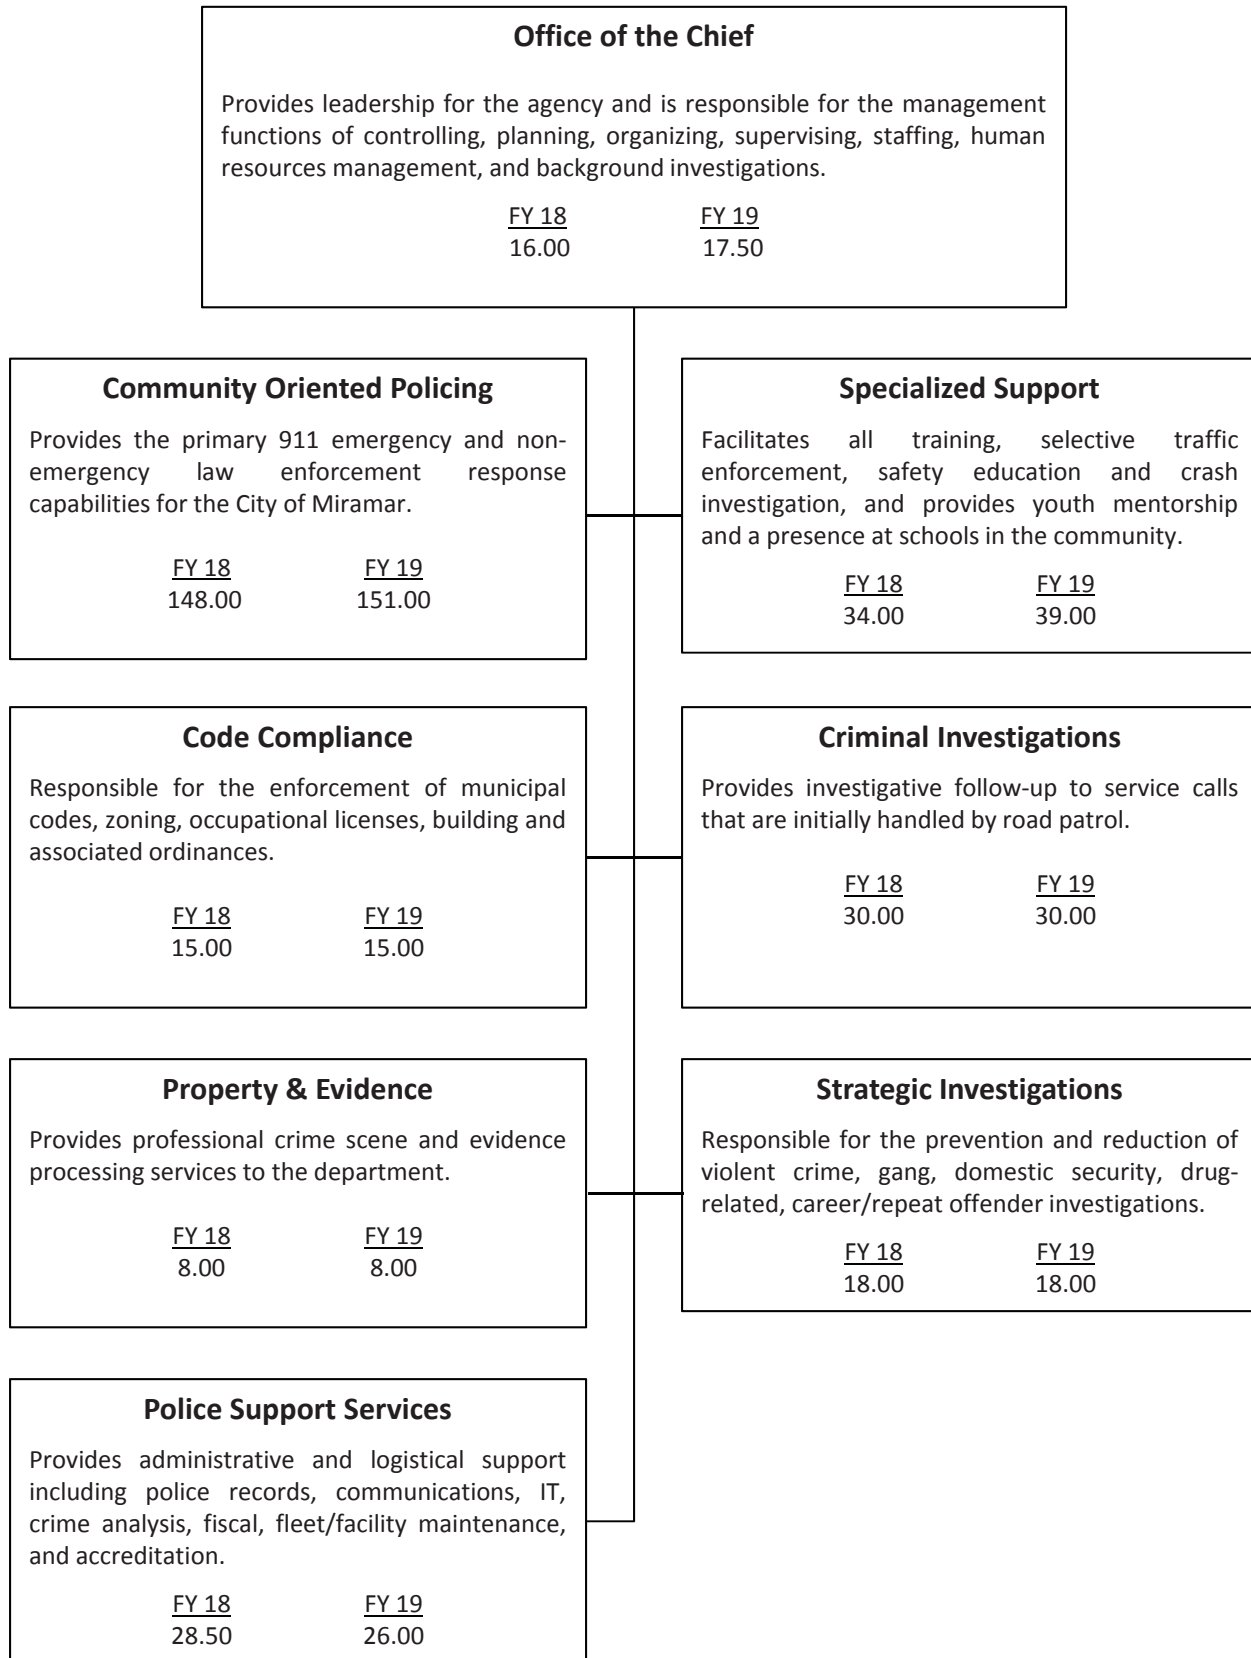 Office of the Chief
Provides leadership for the agency and is responsible for the management
functions of controlling, planning, organizing, supervising, staffing, human
resources management, and background investigations.
FY 18 FY 19
16.00 17.50
Community Oriented Policing
Provides the primary 911 emergency and non-
emergency law enforcement response
capabilities for the City of Miramar.
FY 18 FY 19
148.00 151.00
Specialized Support
Facilitates all training, selective traffic
enforcement, safety education and crash
investigation, and provides youth mentorship
and a presence at schools in the community.
FY 18 FY 19
34.00 39.00
Code Compliance
Responsible for the enforcement of municipal
codes, zoning, occupational licenses, building and
associated ordinances.
FY 18 FY 19
15.00 15.00
Criminal Investigations
Provides investigative follow-up to service calls
that are initially handled by road patrol.
FY 18 FY 19
30.00 30.00
Property & Evidence
Provides professional crime scene and evidence
processing services to the department.
FY 18 FY 19
8.00 8.00
Strategic Investigations
Responsible for the prevention and reduction of
violent crime, gang, domestic security, drug-
related, career/repeat offender investigations.
FY 18 FY 19
18.00 18.00
Police Support Services
Provides administrative and logistical support
including police records, communications, IT,
crime analysis, fiscal, fleet/facility maintenance,
and accreditation.
FY 18 FY 19
28.50 26.00